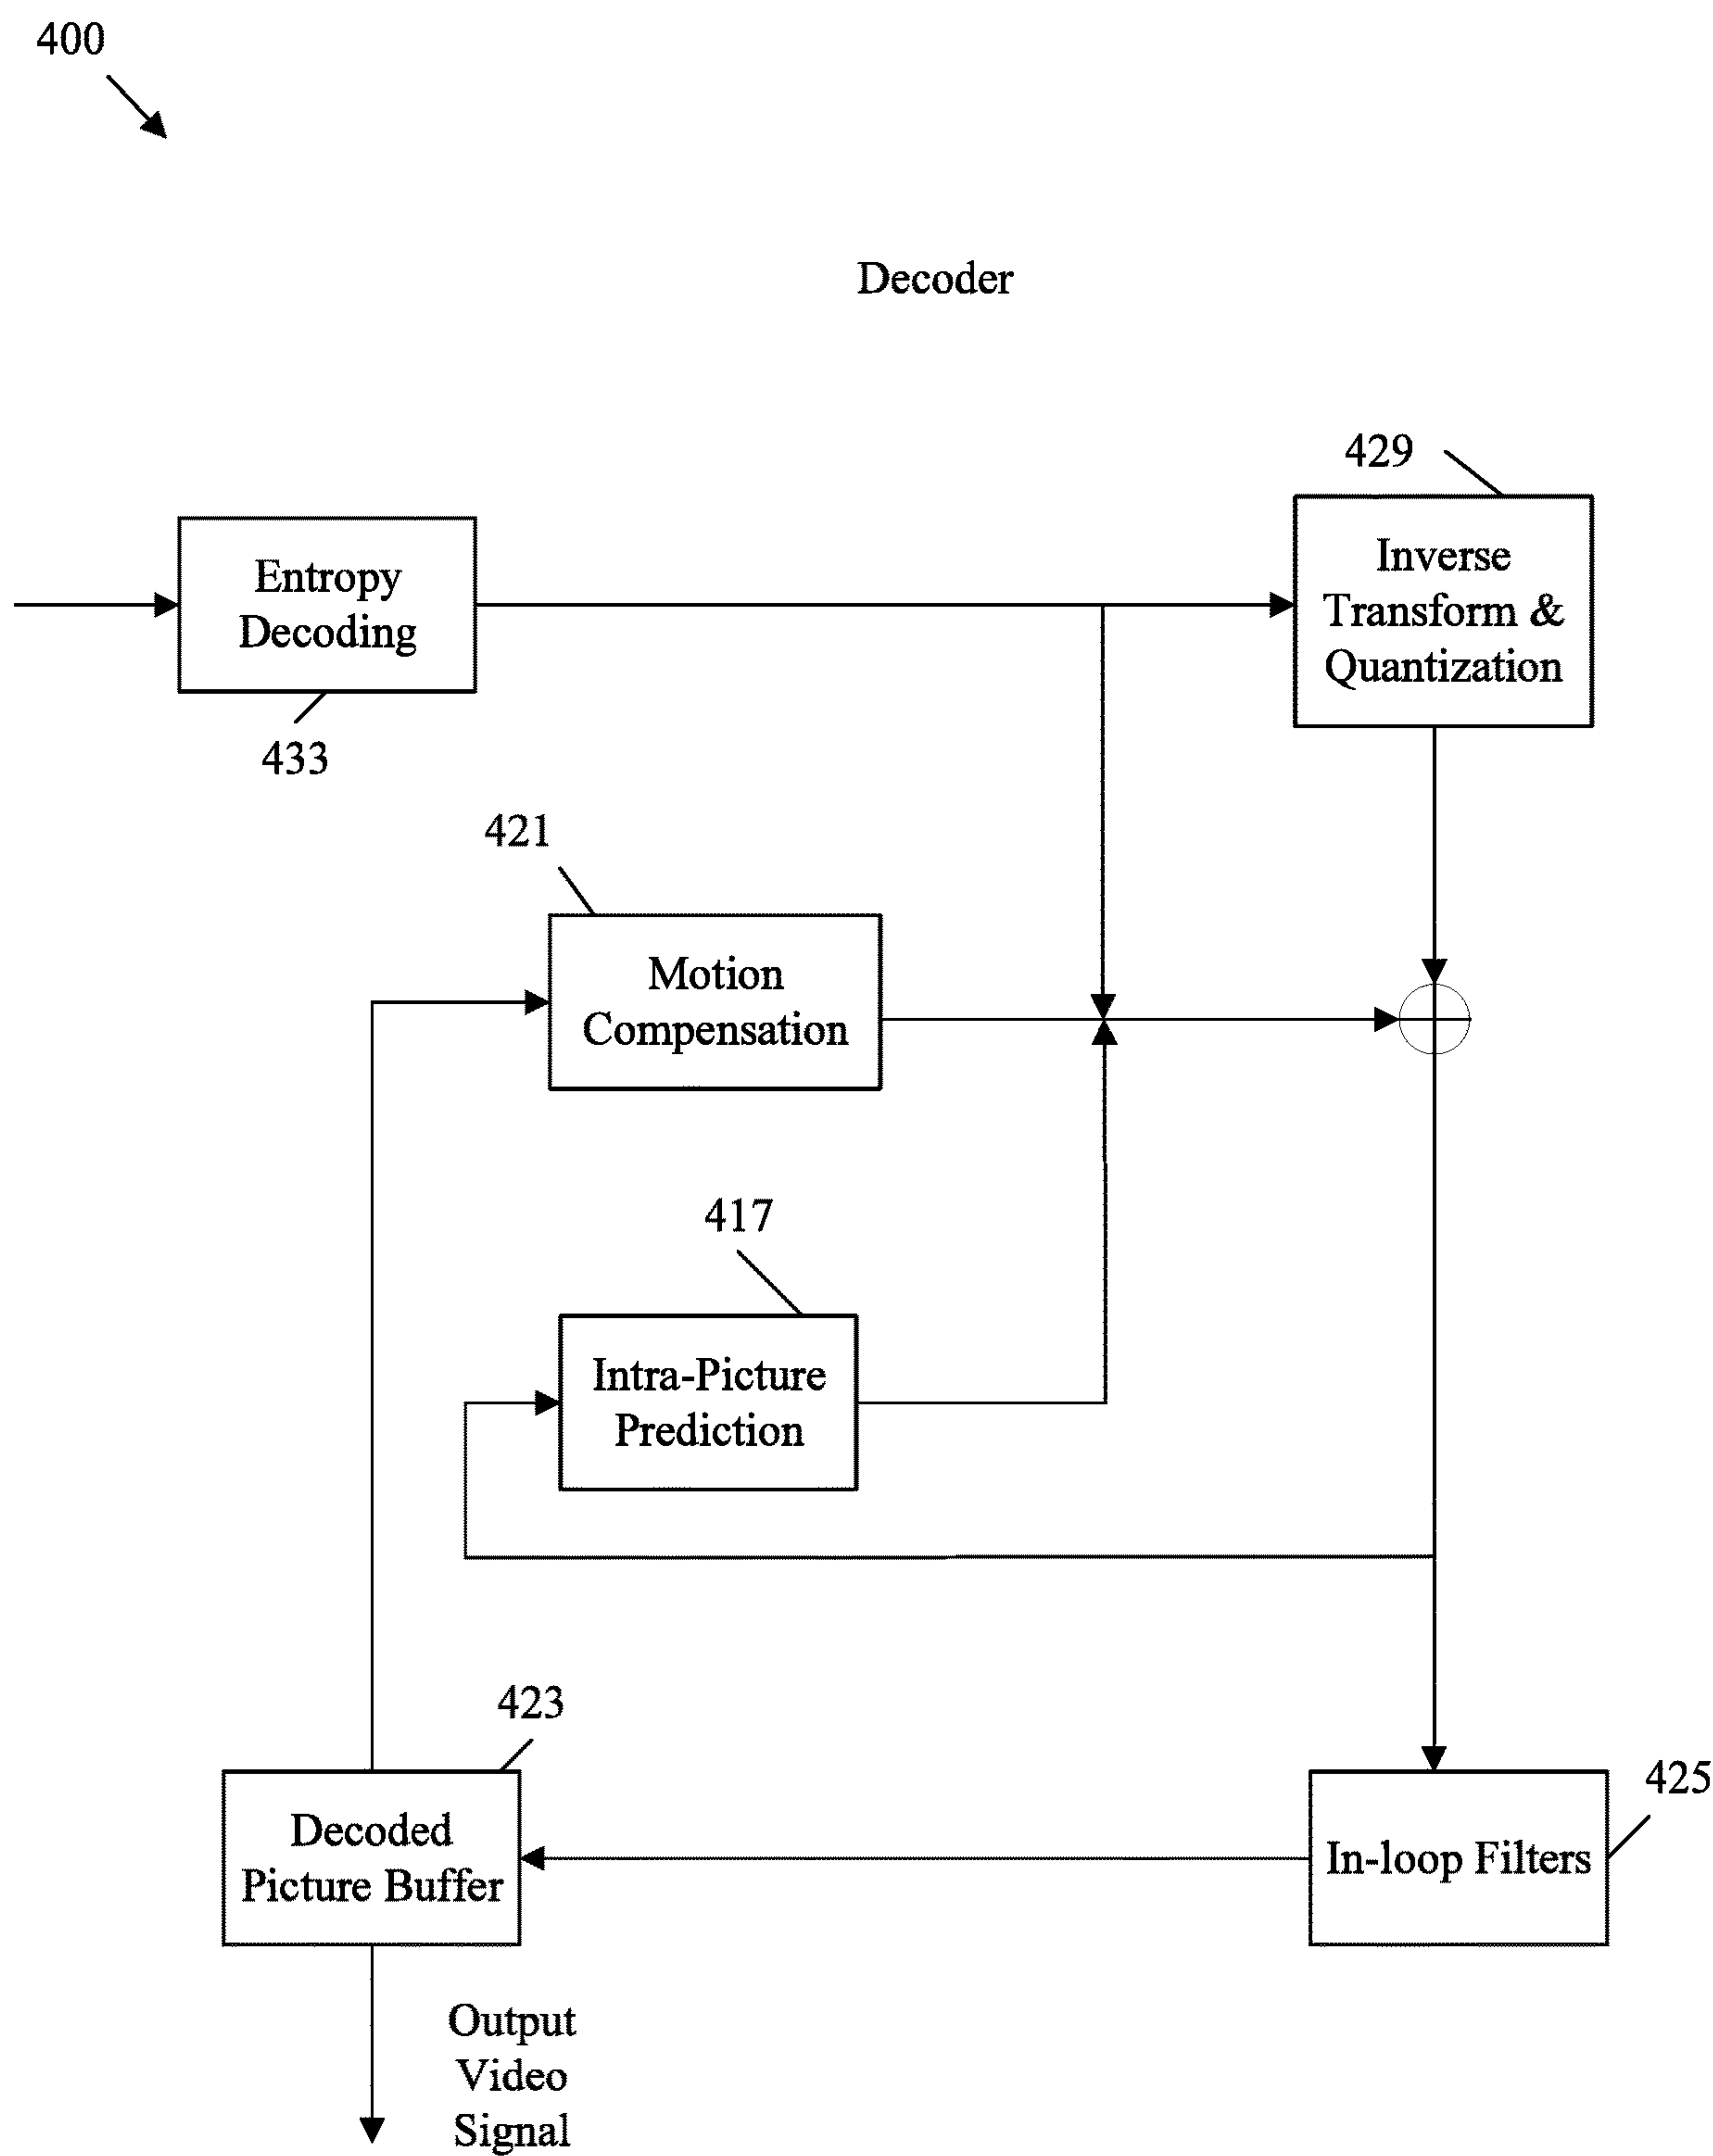 400
Decoder
429
Entropy
Decoding
Inverse
Transform &
Quantization
433
421
Motion
Compensation
417
Intra-Picture
Prediction
423
425
Decoded
Picture Buffer
In-loop Filters
Output
Video
Signal